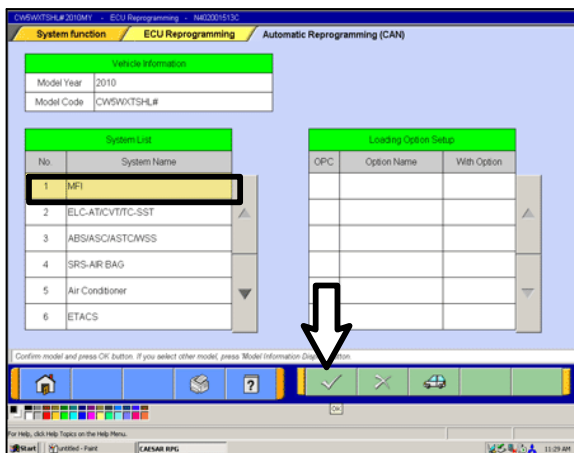 CW5WXTSHL# 2010MY - ECU Reprogramming - N402001513C
System function ECU Reprogramming Automatic Reprogramming (CAN)
Vehicle Information
Model Year 2010
Model Code CW5WXTSHL#
System List Loading Option Setup
No. System Name OPC Option Name With Option
1 MFI
2 ELC-AT/CVT/TC-SST
3 ABS/ASC/ASTC/WSS
4 SRS-AIR BAG
5 Air Conditioner
6 ETACS
Confirm model and press OK button. If you select other model, press 'Model Information
?
OK
For Help, click Help Topics on the Help Menu.
Start untitled - Paint CAESAR RPG 11:29 AM